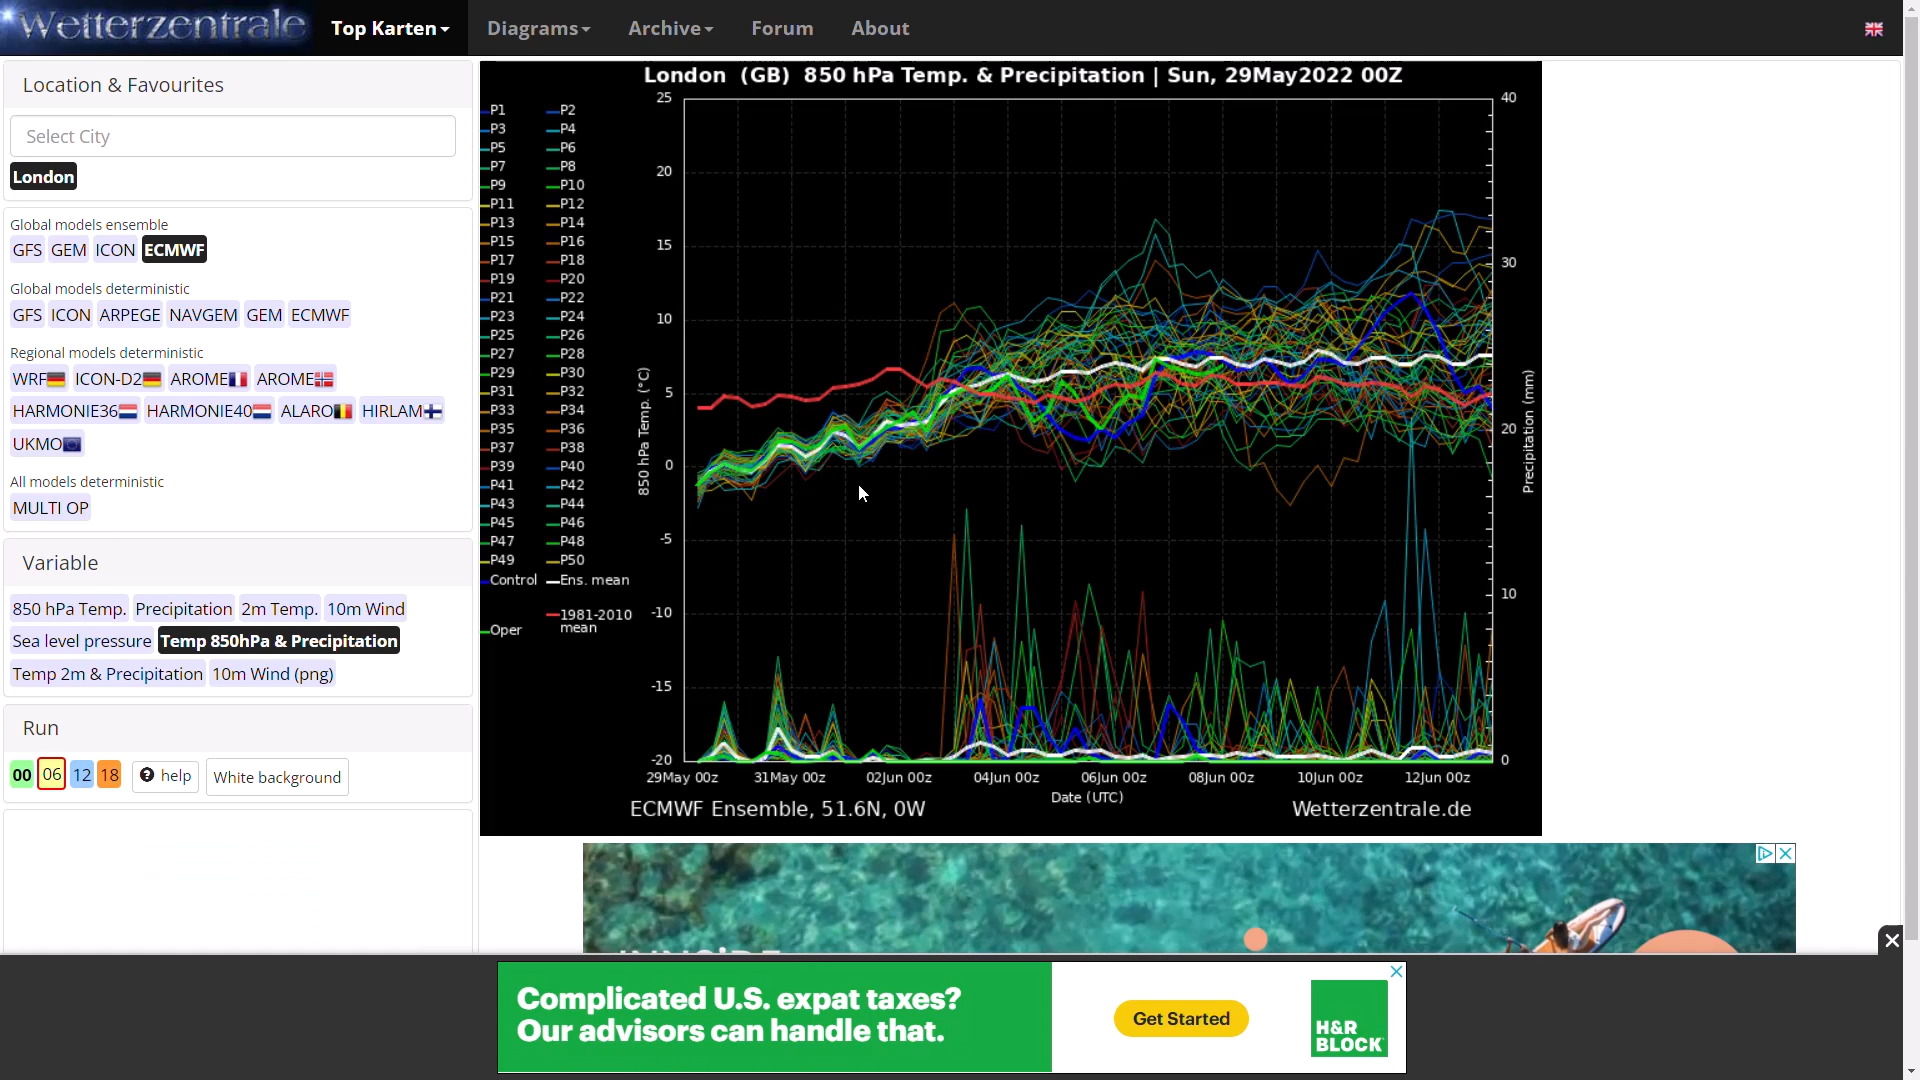 Wetterzentrale
Top Karten
Diagrams
Archive
Forum
About
Location & Favourites
Select City
London
Global models ensemble
GFS GEM ICON ECMWF
Global models deterministic
GFS ICON ARPEGE NAVGEM GEM ECMWF
Regional models deterministic
WRF ICON-D2 AROME AROME
HARMONIE36 HARMONIE40 ALARO HIRLAM
UKMO
All models deterministic
MULTI OP
Variable
850 hPa Temp. Precipitation 2m Temp. 10m Wind
Sea level pressure Temp 850hPa & Precipitation
Temp 2m & Precipitation 10m Wind (png)
Run
00 06 12 18 help White background
London (GB) 850 hPa Temp. & Precipitation | Sun, 29May2022 00Z
P1 P2
P3 P4
P5 P6
P7 P8
P9 P10
P11 P12
P13 P14
P15 P16
P17 P18
P19 P20
P21 P22
P23 P24
P25 P26
P27 P28
P29 P30
P31 P32
P33 P34
P35 P36
P37 P38
P39 P40
P41 P42
P43 P44
P45 P46
P47 P48
P49 P50
Control Ens. mean
1981-2010
mean
Oper
850 hPa Temp. (°C)
25
20
15
10
5
0
-5
-10
-15
-20
40
30
20
10
0
Precipitation (mm)
29May 00z 31May 00z 02Jun 00z 04Jun 00z 06Jun 00z 08Jun 00z 10Jun 00z 12Jun 00z
Date (UTC)
ECMWF Ensemble, 51.6N, 0W
Wetterzentrale.de
Complicated U.S. expat taxes?
Our advisors can handle that.
Get Started
H&R
BLOCK